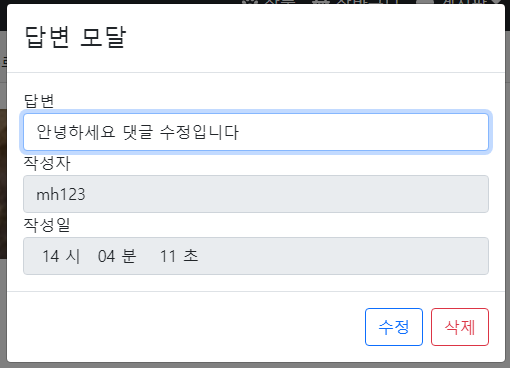 답변 모달
답변
안녕하세요 댓글 수정입니다
작성자
mh123
작성일
14 시 04 분 11 초
수정 삭제